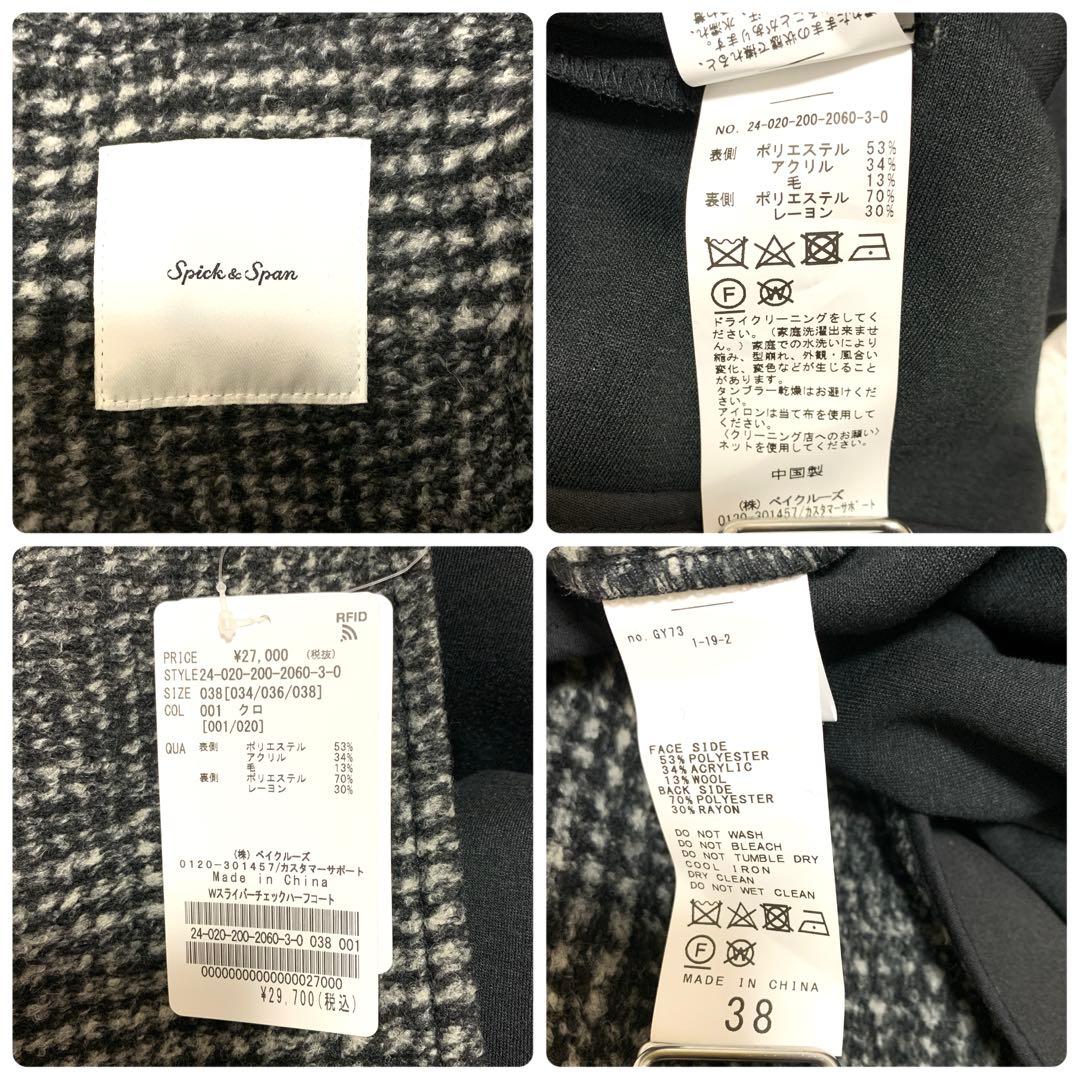 Spick & Span
NO. 24-020-200-2060-3-0
表側 ポリエステル 53%
アクリル 34%
毛 13%
裏側 ポリエステル 70%
レーヨン 30%
F W
ドライクリーニングをしてく
ださい。(家庭洗濯出来ませ
ん。)家庭での水洗いにより
縮み、型崩れ、外観・風合い
変化、変色などが生じること
があります。
タンブラー乾燥はお避けくだ
さい。
アイロンは当て布を使用して
ください。
〈クリーニング店へのお願い〉
ネットを使用してください。
中国製
(株) ベイクルーズ
0120-301457/カスタマーサポート
RFID
PRICE ¥27,000 (税抜)
STYLE24-020-200-2060-3-0
SIZE 038[034/036/038]
COL 001 クロ
[001/020]
QUA 表側 ポリエステル 53%
アクリル 34%
毛 13%
裏側 ポリエステル 70%
レーヨン 30%
(株) ベイクルーズ
0120-301457/カスタマーサポート
Made in China
Wスライバーチェックハーフコート
24-020-200-2060-3-0 038 001
0000000000000027000
¥29,700(税込)
no. GY73
1-19-2
FACE SIDE
53% POLYESTER
34% ACRYLIC
13% WOOL
BACK SIDE
70% POLYESTER
30% RAYON
DO NOT WASH
DO NOT BLEACH
DO NOT TUMBLE DRY
COOL IRON
DRY CLEAN
DO NOT WET CLEAN
F W
MADE IN CHINA
38